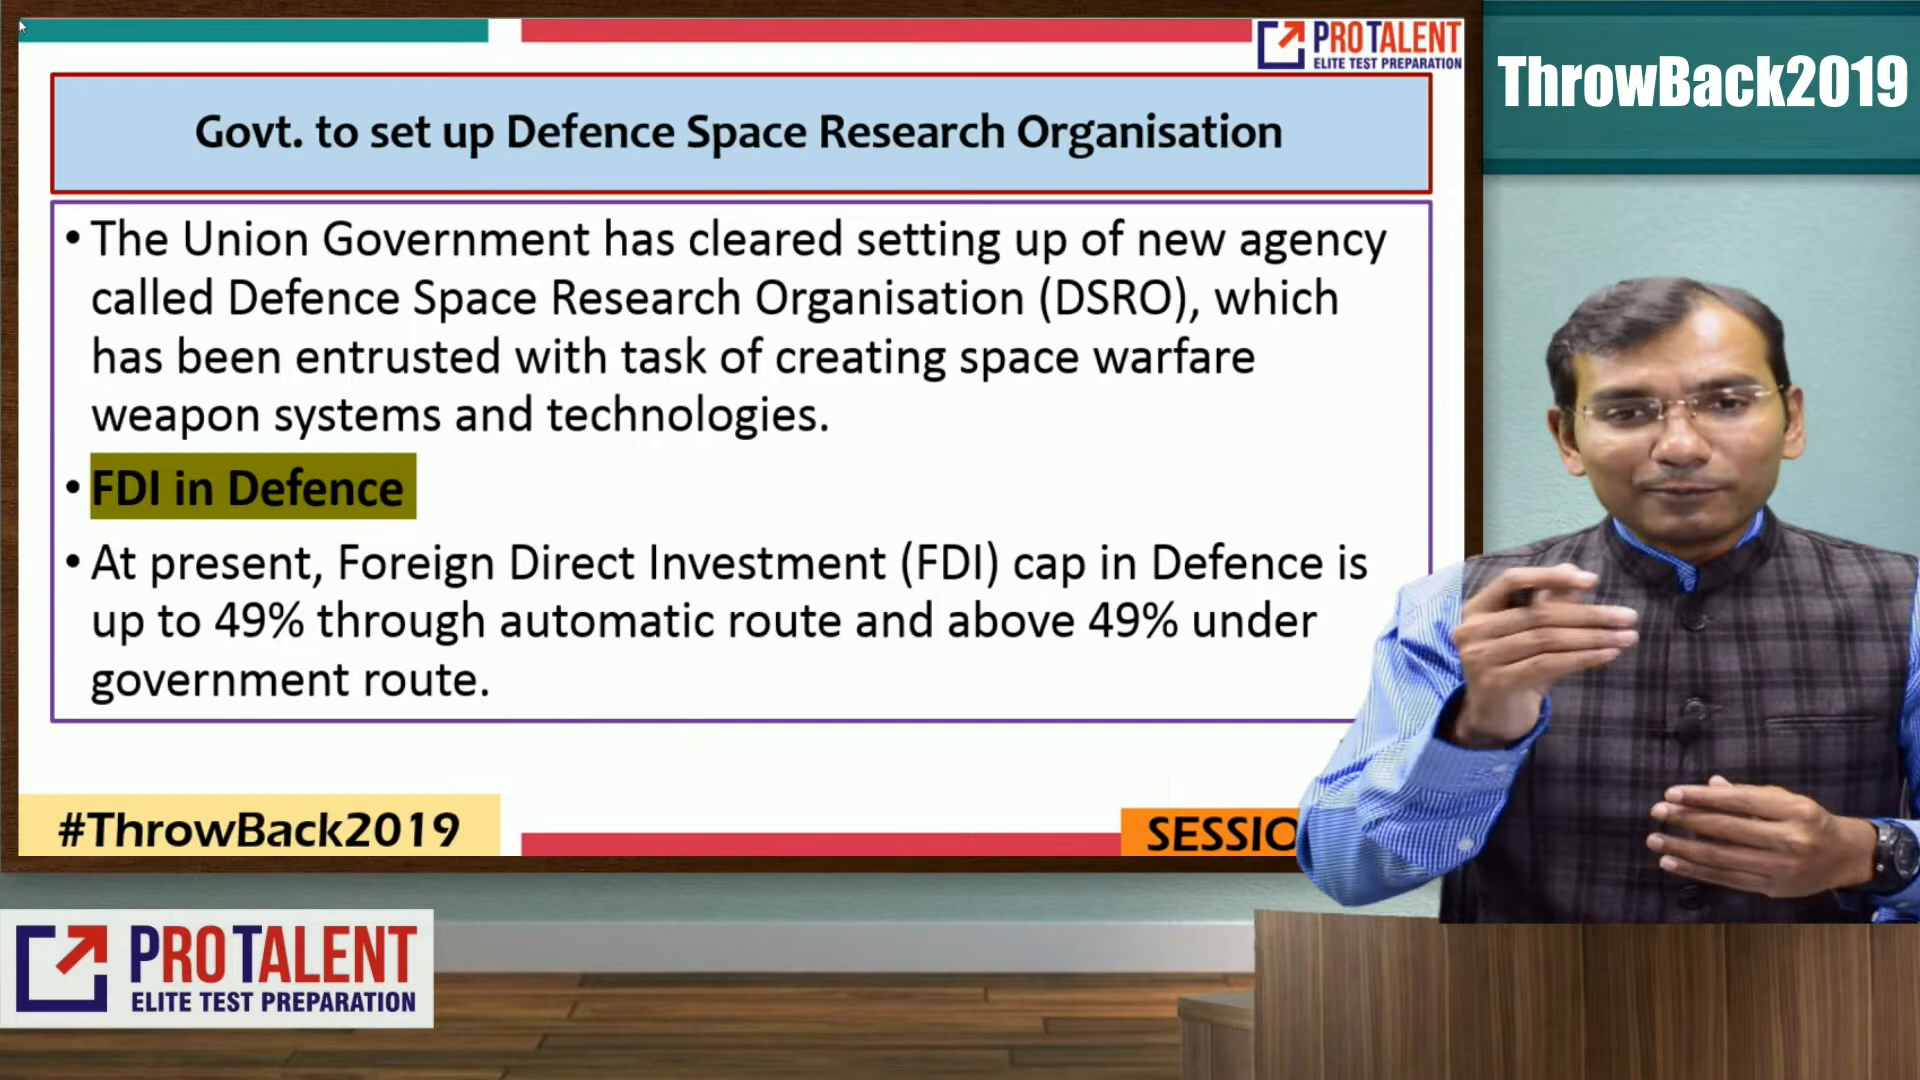 PROTALENT
ELITE TEST PREPARATION
ThrowBack2019
Govt. to set up Defence Space Research Organisation
• The Union Government has cleared setting up of new agency
called Defence Space Research Organisation (DSRO), which
has been entrusted with task of creating space warfare
weapon systems and technologies.
• FDI in Defence
• At present, Foreign Direct Investment (FDI) cap in Defence is
up to 49% through automatic route and above 49% under
government route.
#ThrowBack2019
SESSIO
PROTALENT
ELITE TEST PREPARATION